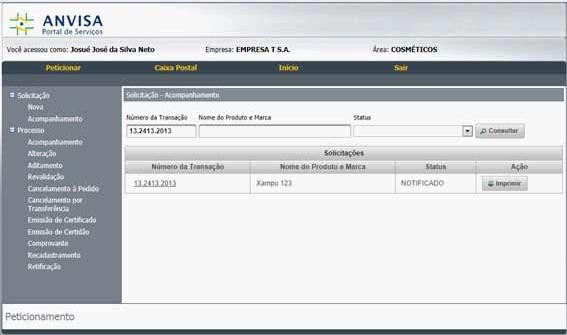 ANVISA
Portal de Serviços
Você acessou como: Josué José da Silva Neto Empresa: EMPRESA T S.A. Área: COSMÉTICOS
Peticionar Caixa Postal Início Sair
Solicitação
Nova
Acompanhamento
Processo
Acompanhamento
Alteração
Aditamento
Revalidação
Cancelamento à Pedido
Cancelamento por
Transferência
Emissão de Certificado
Emissão de Certidão
Comprovante
Recadastramento
Retificação
Solicitação - Acompanhamento
Número da Transação Nome do Produto e Marca Status
13.2413.2013 Consultar
Solicitações
Número da Transação Nome do Produto e Marca Status Ação
13.2413.2013 Xampu 123 NOTIFICADO Imprimir
Peticionamento